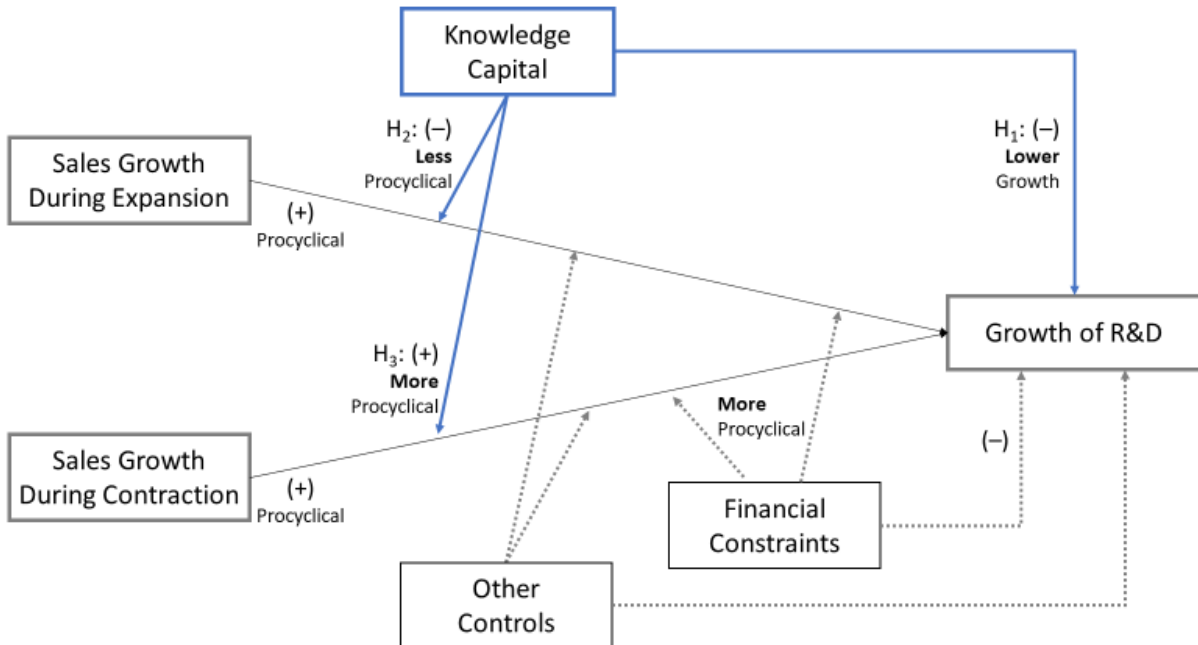 Knowledge
Capital
H₂: (–)
Less
Procyclical
H₁: (–)
Lower
Growth
Sales Growth
During Expansion
(+)
Procyclical
Growth of R&D
H₃: (+)
More
Procyclical
More
Procyclical
(–)
Sales Growth
During Contraction
(+)
Procyclical
Financial
Constraints
Other
Controls